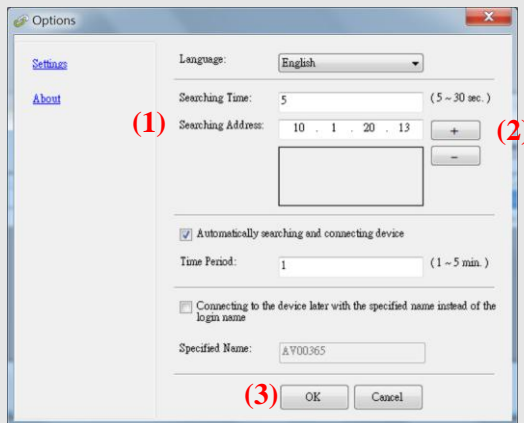 Options
Settings
About
Language: English
Searching Time: 5 (5 ~ 30 sec.)
(1) Searching Address: 10 . 1 . 20 . 13 + (2)
-
Automatically searching and connecting device
Time Period: 1 (1 ~ 5 min.)
Connecting to the device later with the specified name instead of the
login name
Specified Name: AV00365
(3) OK Cancel